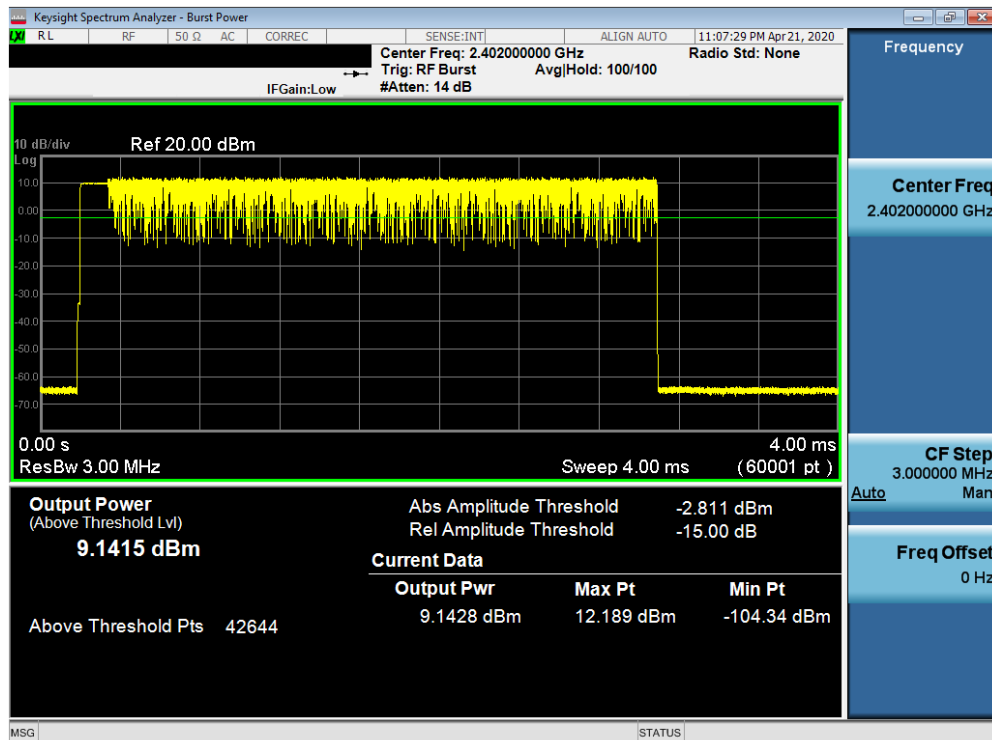 Keysight Spectrum Analyzer - Burst Power
LXI RL RF 50 Ω AC CORREC SENSE:INT ALIGN AUTO 11:07:29 PM Apr 21, 2020
Center Freq: 2.402000000 GHz Radio Std: None
Trig: RF Burst Avg|Hold: 100/100
IFGain:Low #Atten: 14 dB
10 dB/div Ref 20.00 dBm
Log
10.0
0.00
-10.0
-20.0
-30.0
-40.0
-50.0
-60.0
-70.0
0.00 s 4.00 ms
ResBw 3.00 MHz Sweep 4.00 ms (60001 pt )
Output Power
(Above Threshold Lvl)
9.1415 dBm
Above Threshold Pts 42644
Abs Amplitude Threshold -2.811 dBm
Rel Amplitude Threshold -15.00 dB
Current Data
Output Pwr Max Pt Min Pt
9.1428 dBm 12.189 dBm -104.34 dBm
Frequency
Center Freq
2.402000000 GHz
CF Step
3.000000 MHz
Auto Man
Freq Offset
0 Hz
MSG STATUS